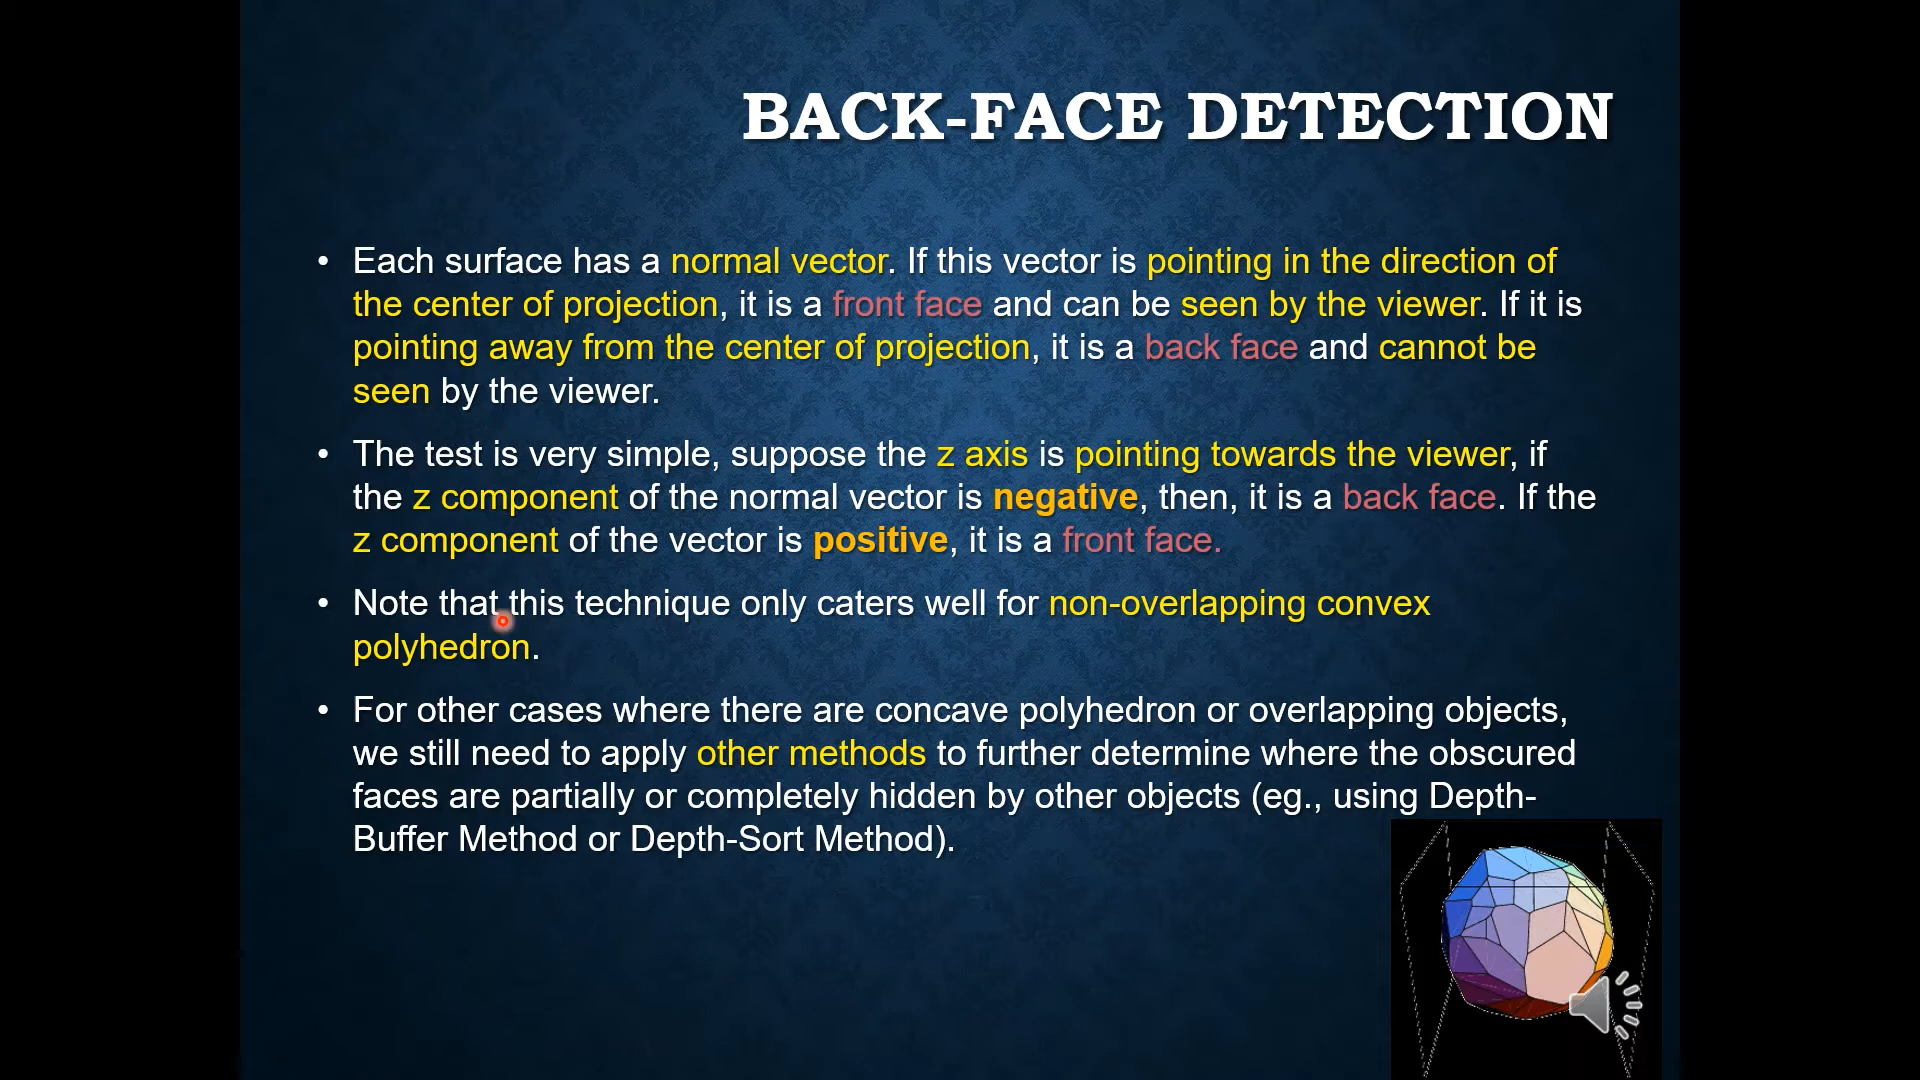 BACK-FACE DETECTION
• Each surface has a normal vector. If this vector is pointing in the direction of
the center of projection, it is a front face and can be seen by the viewer. If it is
pointing away from the center of projection, it is a back face and cannot be
seen by the viewer.
• The test is very simple, suppose the z axis is pointing towards the viewer, if
the z component of the normal vector is negative, then, it is a back face. If the
z component of the vector is positive, it is a front face.
• Note that this technique only caters well for non-overlapping convex
polyhedron.
• For other cases where there are concave polyhedron or overlapping objects,
we still need to apply other methods to further determine where the obscured
faces are partially or completely hidden by other objects (eg., using Depth-
Buffer Method or Depth-Sort Method).